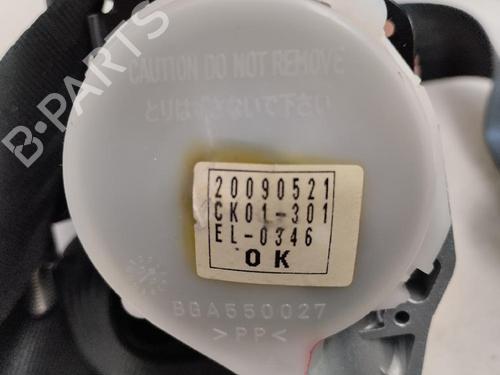 B-PARTS
CAUTION DO NOT REMOVE
とりはずさないで下さい
20090521
CK01-301
EL-0346
OK
BGA550027
>PP<